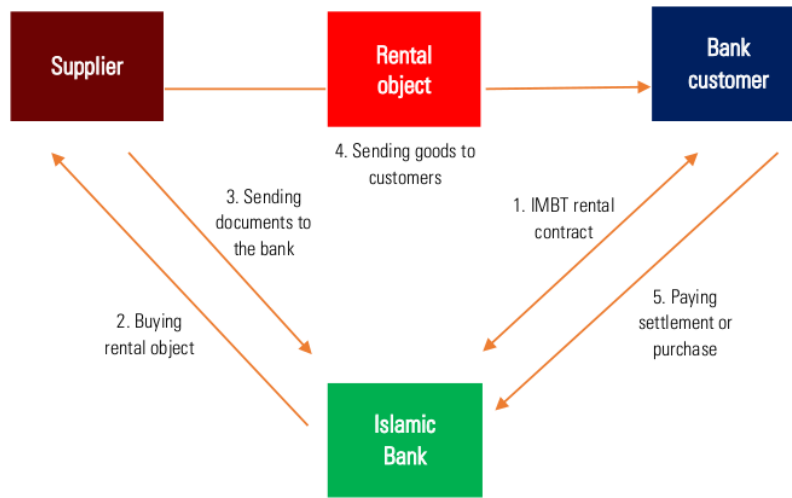 Supplier
Rental
object
Bank
customer
4. Sending goods to
customers
3. Sending
documents to
the bank
1. IMBT rental
contract
2. Buying
rental object
5. Paying
settlement or
purchase
Islamic
Bank